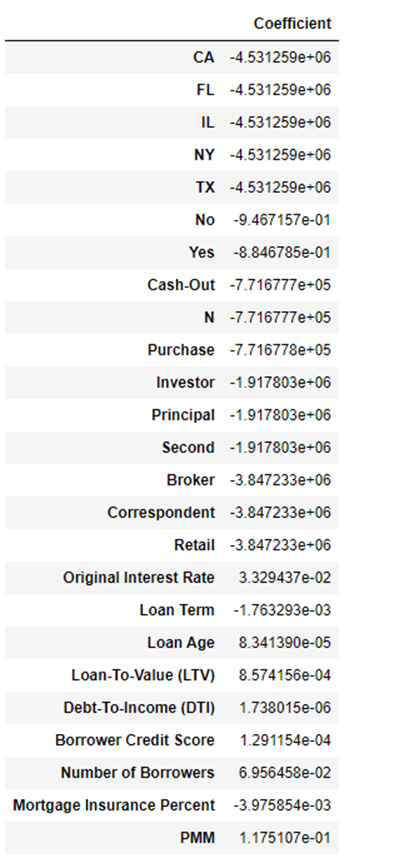 Coefficient
CA -4.531259e+06
FL -4.531259e+06
IL -4.531259e+06
NY -4.531259e+06
TX -4.531259e+06
No -9.467157e-01
Yes -8.846785e-01
Cash-Out -7.716777e+05
N -7.716777e+05
Purchase -7.716778e+05
Investor -1.917803e+06
Principal -1.917803e+06
Second -1.917803e+06
Broker -3.847233e+06
Correspondent -3.847233e+06
Retail -3.847233e+06
Original Interest Rate 3.329437e-02
Loan Term -1.763293e-03
Loan Age 8.341390e-05
Loan-To-Value (LTV) 8.574156e-04
Debt-To-Income (DTI) 1.738015e-06
Borrower Credit Score 1.291154e-04
Number of Borrowers 6.956458e-02
Mortgage Insurance Percent -3.975854e-03
PMM 1.175107e-01